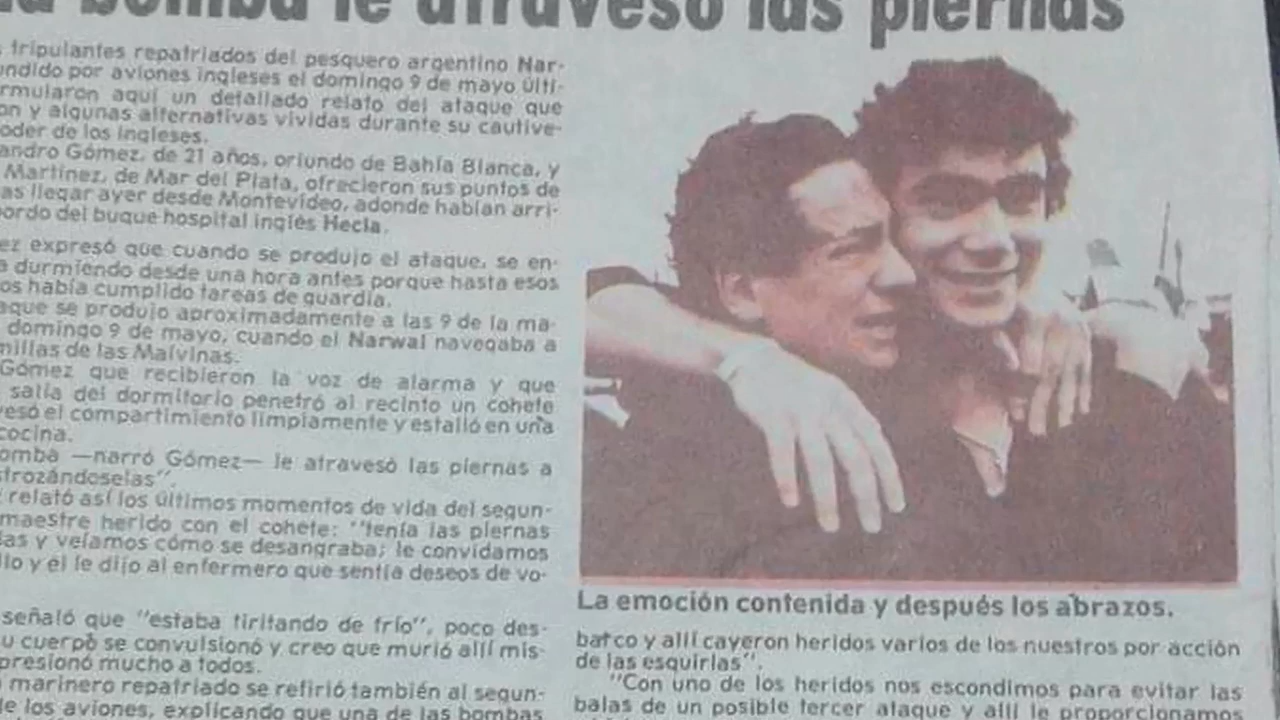 la bomba le atravesó las piernas
tripulantes repatriados del pesquero argentino Nar-
undido por aviones ingleses el domingo 9 de mayo últi-
rmularon aquí un detallado relato del ataque que
on y algunas alternativas vividas durante su cautive-
oder de los ingleses.
andro Gómez, de 21 años, oriundo de Bahía Blanca, y
Martínez, de Mar del Plata, ofrecieron sus puntos de
as llegar ayer desde Montevideo, adonde habían arri-
ordo del buque hospital inglés Hecla.
ez expresó que cuando se produjo el ataque, se en-
a durmiendo desde una hora antes porque hasta esos
os había cumplido tareas de guardia.
aque se produjo aproximadamente a las 9 de la ma-
domingo 9 de mayo, cuando el Narwal navegaba a
millas de las Malvinas.
Gómez que recibieron la voz de alarma y que
salía del dormitorio penetró al recinto un cohete
vesó el compartimiento limpiamente y estalló en una
cocina.
omba —narró Gómez— le atravesó las piernas a
strozándoselas".
relató así los últimos momentos de vida del segun-
maestre herido con el cohete: "tenía las piernas
das y veíamos cómo se desangraba; le convidamos
llo y él le dijo al enfermero que sentía deseos de vo-
señaló que "estaba tiritando de frío", poco des-
u cuerpo se convulsionó y creo que murió allí mis-
presionó mucho a todos.
marinero repatriado se refirió también al segun-
de los aviones, explicando que una de las bombas
La emoción contenida y después los abrazos.
barco y allí cayeron heridos varios de los nuestros por acción
de las esquirlas".
"Con uno de los heridos nos escondimos para evitar las
balas de un posible tercer ataque y allí le proporcionamos